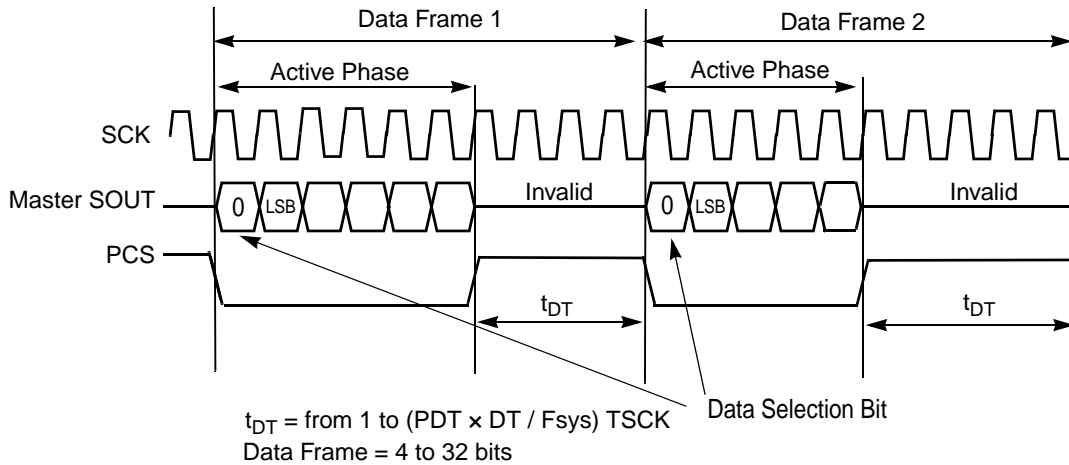 Data Frame 1
Data Frame 2
Active Phase
Active Phase
SCK
Master SOUT
0
LSB
Invalid
0
LSB
Invalid
PCS
tDT
tDT
tDT = from 1 to (PDT × DT / Fsys) TSCK
Data Selection Bit
Data Frame = 4 to 32 bits